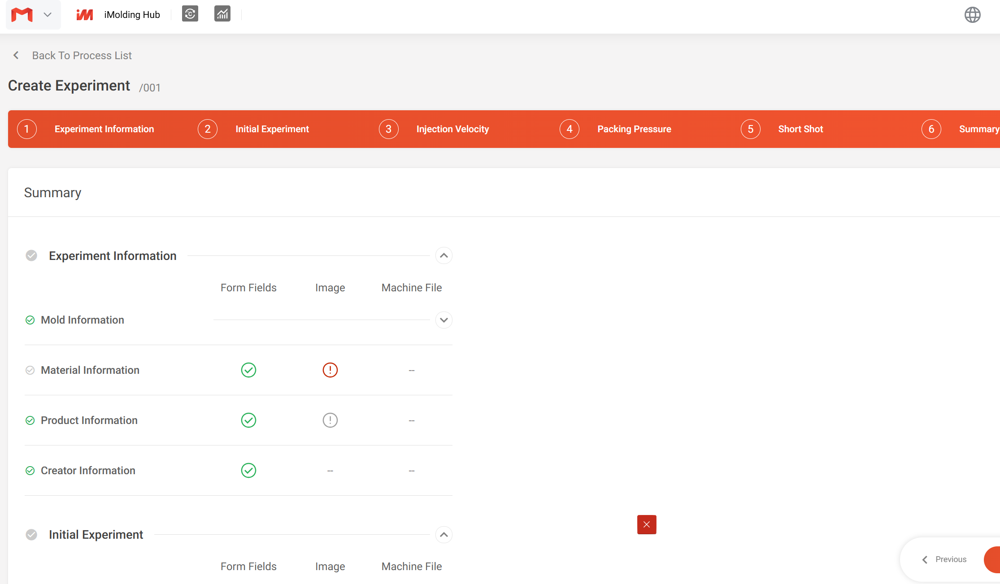 iMolding Hub
Back To Process List
Create Experiment /001
1 Experiment Information 2 Initial Experiment 3 Injection Velocity 4 Packing Pressure 5 Short Shot 6 Summary
Summary
Experiment Information
Form Fields Image Machine File
Mold Information
Material Information --
Product Information --
Creator Information -- --
Initial Experiment
Previous
Form Fields Image Machine File